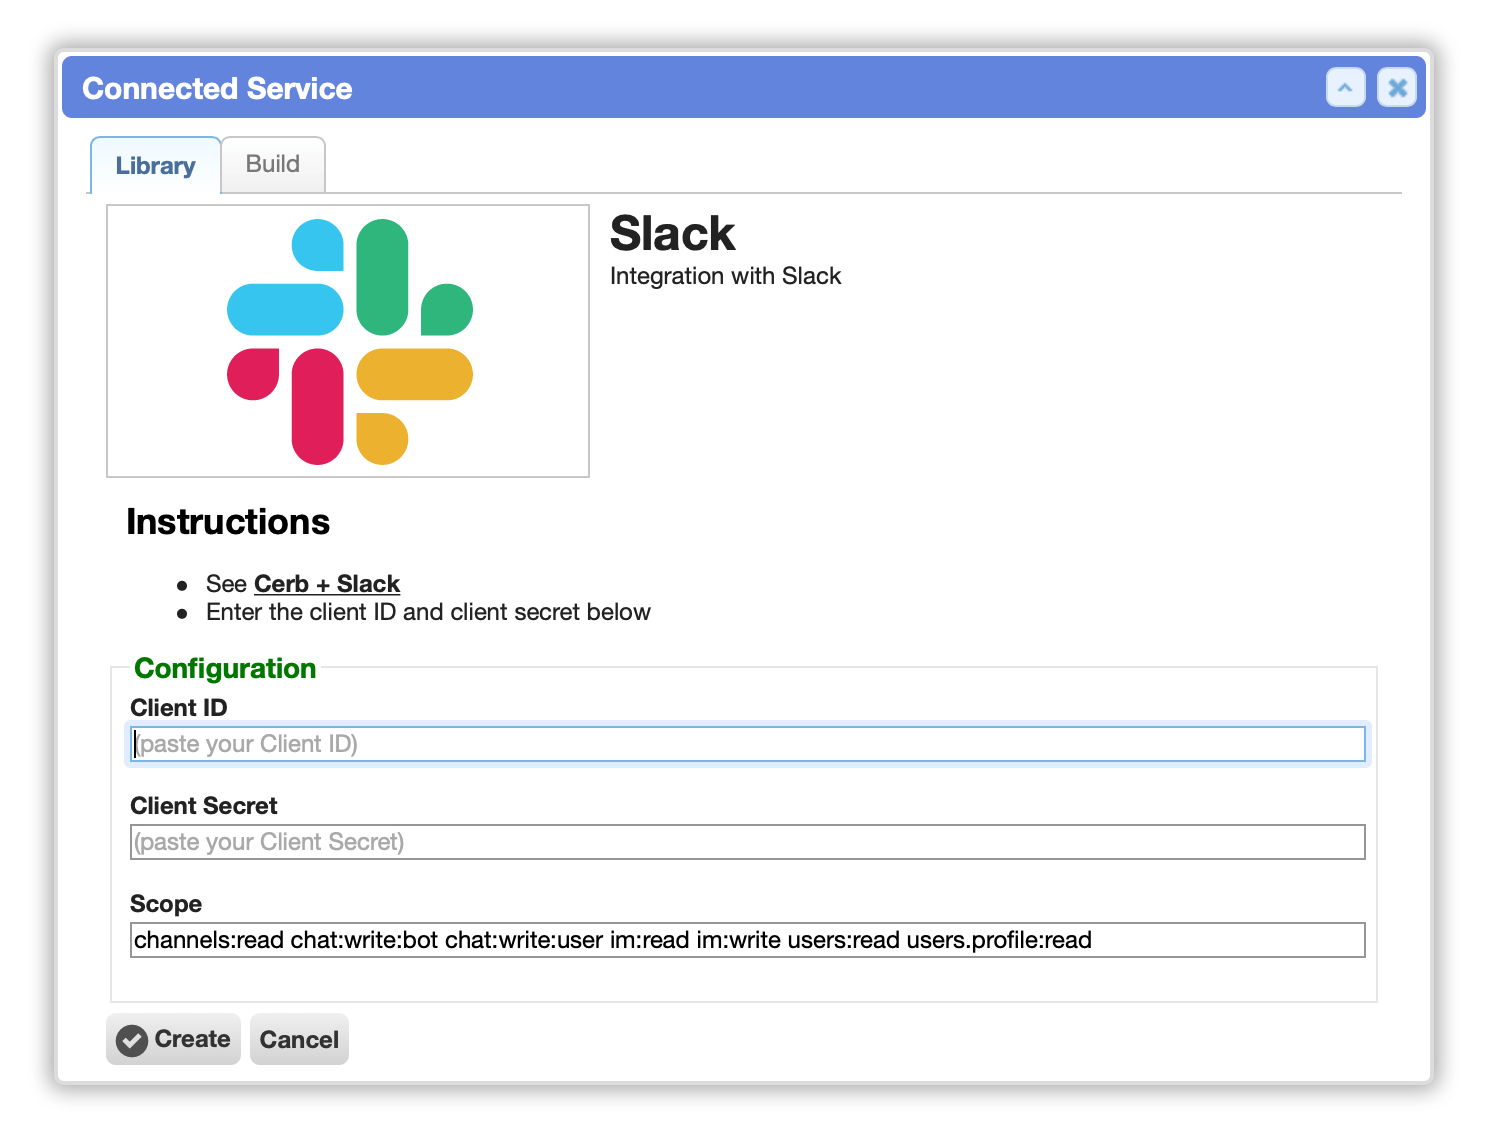 Connected Service
Library
Build
Slack
Integration with Slack
Instructions
See Cerb + Slack
Enter the client ID and client secret below
Configuration
Client ID
(paste your Client ID)
Client Secret
(paste your Client Secret)
Scope
channels:read chat:write:bot chat:write:user im:read im:write users:read users.profile:read
Create
Cancel